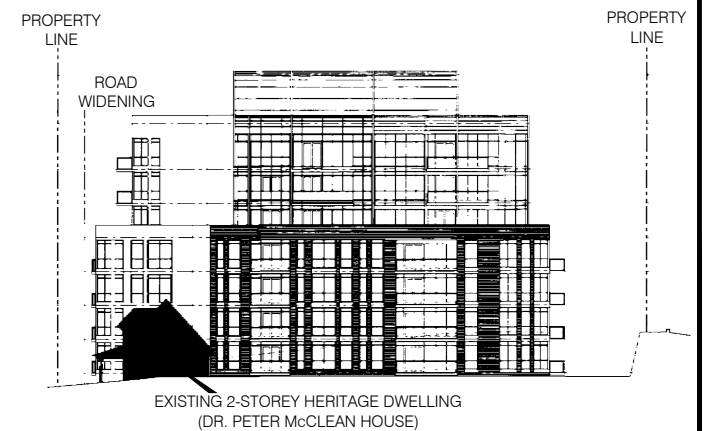 PROPERTY
LINE
PROPERTY
LINE
ROAD
WIDENING
EXISTING 2-STOREY HERITAGE DWELLING
(DR. PETER McCLEAN HOUSE)